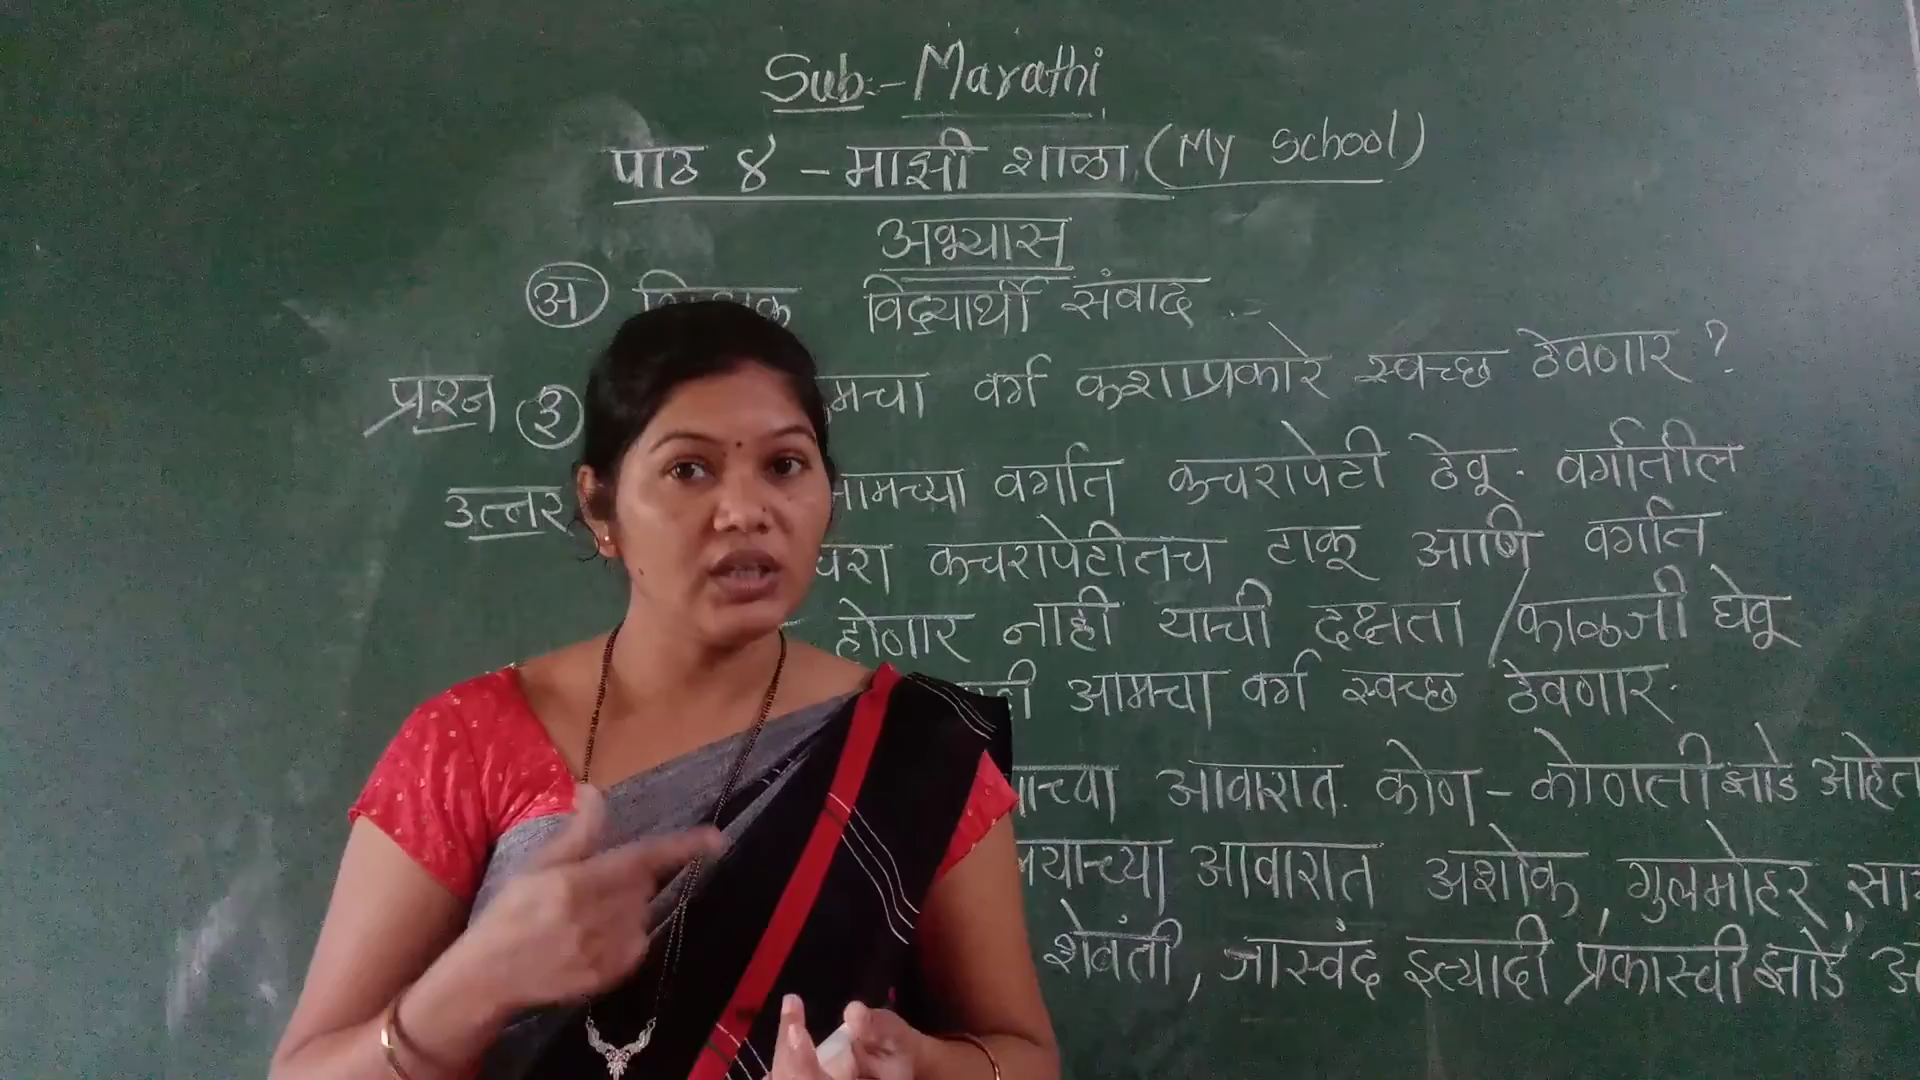 Sub:- Marathi
पाठ ४ - माझी शाळा (My School)
अभ्यास
अ विद्यार्थी संवाद :-
प्रश्न ३ वर्ग कशाप्रकारे स्वच्छ ठेवणार ?
उत्तर वर्गात कचरापेटी ठेवू. वर्गातील
कचरापेटीतच टाकू आणि वर्गात
होणार नाही याची दक्षता / काळजी घेवू
आमचा वर्ग स्वच्छ ठेवणार.
आवारात. कोण - कोणती झाडे आहेत
आवारात अशोक, गुलमोहर,
शेवंती, जास्वंद इत्यादी प्रकारची झाडे